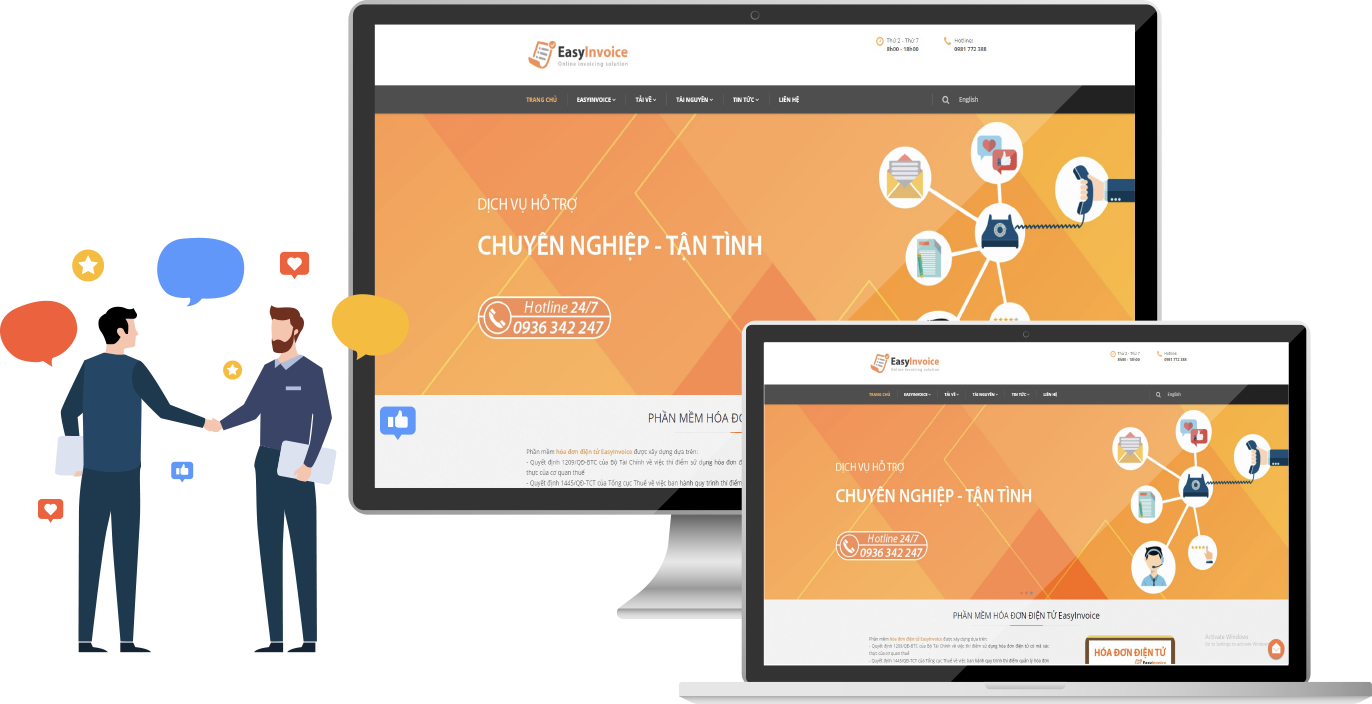 EasyInvoice
Online invoicing solution
Thứ 2 - Thứ 7
8h00 - 18h00
Hotline:
0981 772 388
TRANG CHỦ EASYINVOICE TẢI VỀ TÀI NGUYÊN TIN TỨC LIÊN HỆ English
DỊCH VỤ HỖ TRỢ
CHUYÊN NGHIỆP - TẬN TÌNH
Hotline 24/7
0936 342 247
PHẦN MỀM HÓA ĐƠ
Phần mềm hóa đơn điện tử EasyInvoice được xây dựng dựa trên:
- Quyết định 1209/QĐ-BTC của Bộ Tài Chính về việc thí điểm sử dụng hóa đơn đ
thực của cơ quan thuế
- Quyết định 1445/QĐ-TCT của Tổng cục Thuế về việc ban hành quy trình thí điểm
EasyInvoice
Online invoicing solution
Thứ 2 - Thứ 7
8h00 - 18h00
Hotline:
0981 772 388
TRANG CHỦ EASYINVOICE TẢI VỀ TÀI NGUYÊN TIN TỨC LIÊN HỆ English
DỊCH VỤ HỖ TRỢ
CHUYÊN NGHIỆP - TẬN TÌNH
Hotline 24/7
0936 342 247
PHẦN MỀM HÓA ĐƠN ĐIỆN TỬ EasyInvoice
Phần mềm hóa đơn điện tử EasyInvoice được xây dựng dựa trên:
- Quyết định 1209/QĐ-BTC của Bộ Tài Chính về việc thí điểm sử dụng hóa đơn điện tử có mã xác
thực của cơ quan thuế
- Quyết định 1445/QĐ-TCT của Tổng cục Thuế về việc ban hành quy trình thí điểm quản lý hóa đơn
HÓA ĐƠN ĐIỆN TỬ
EasyInvoice
Activate Windows
Go to Settings to activate Windows